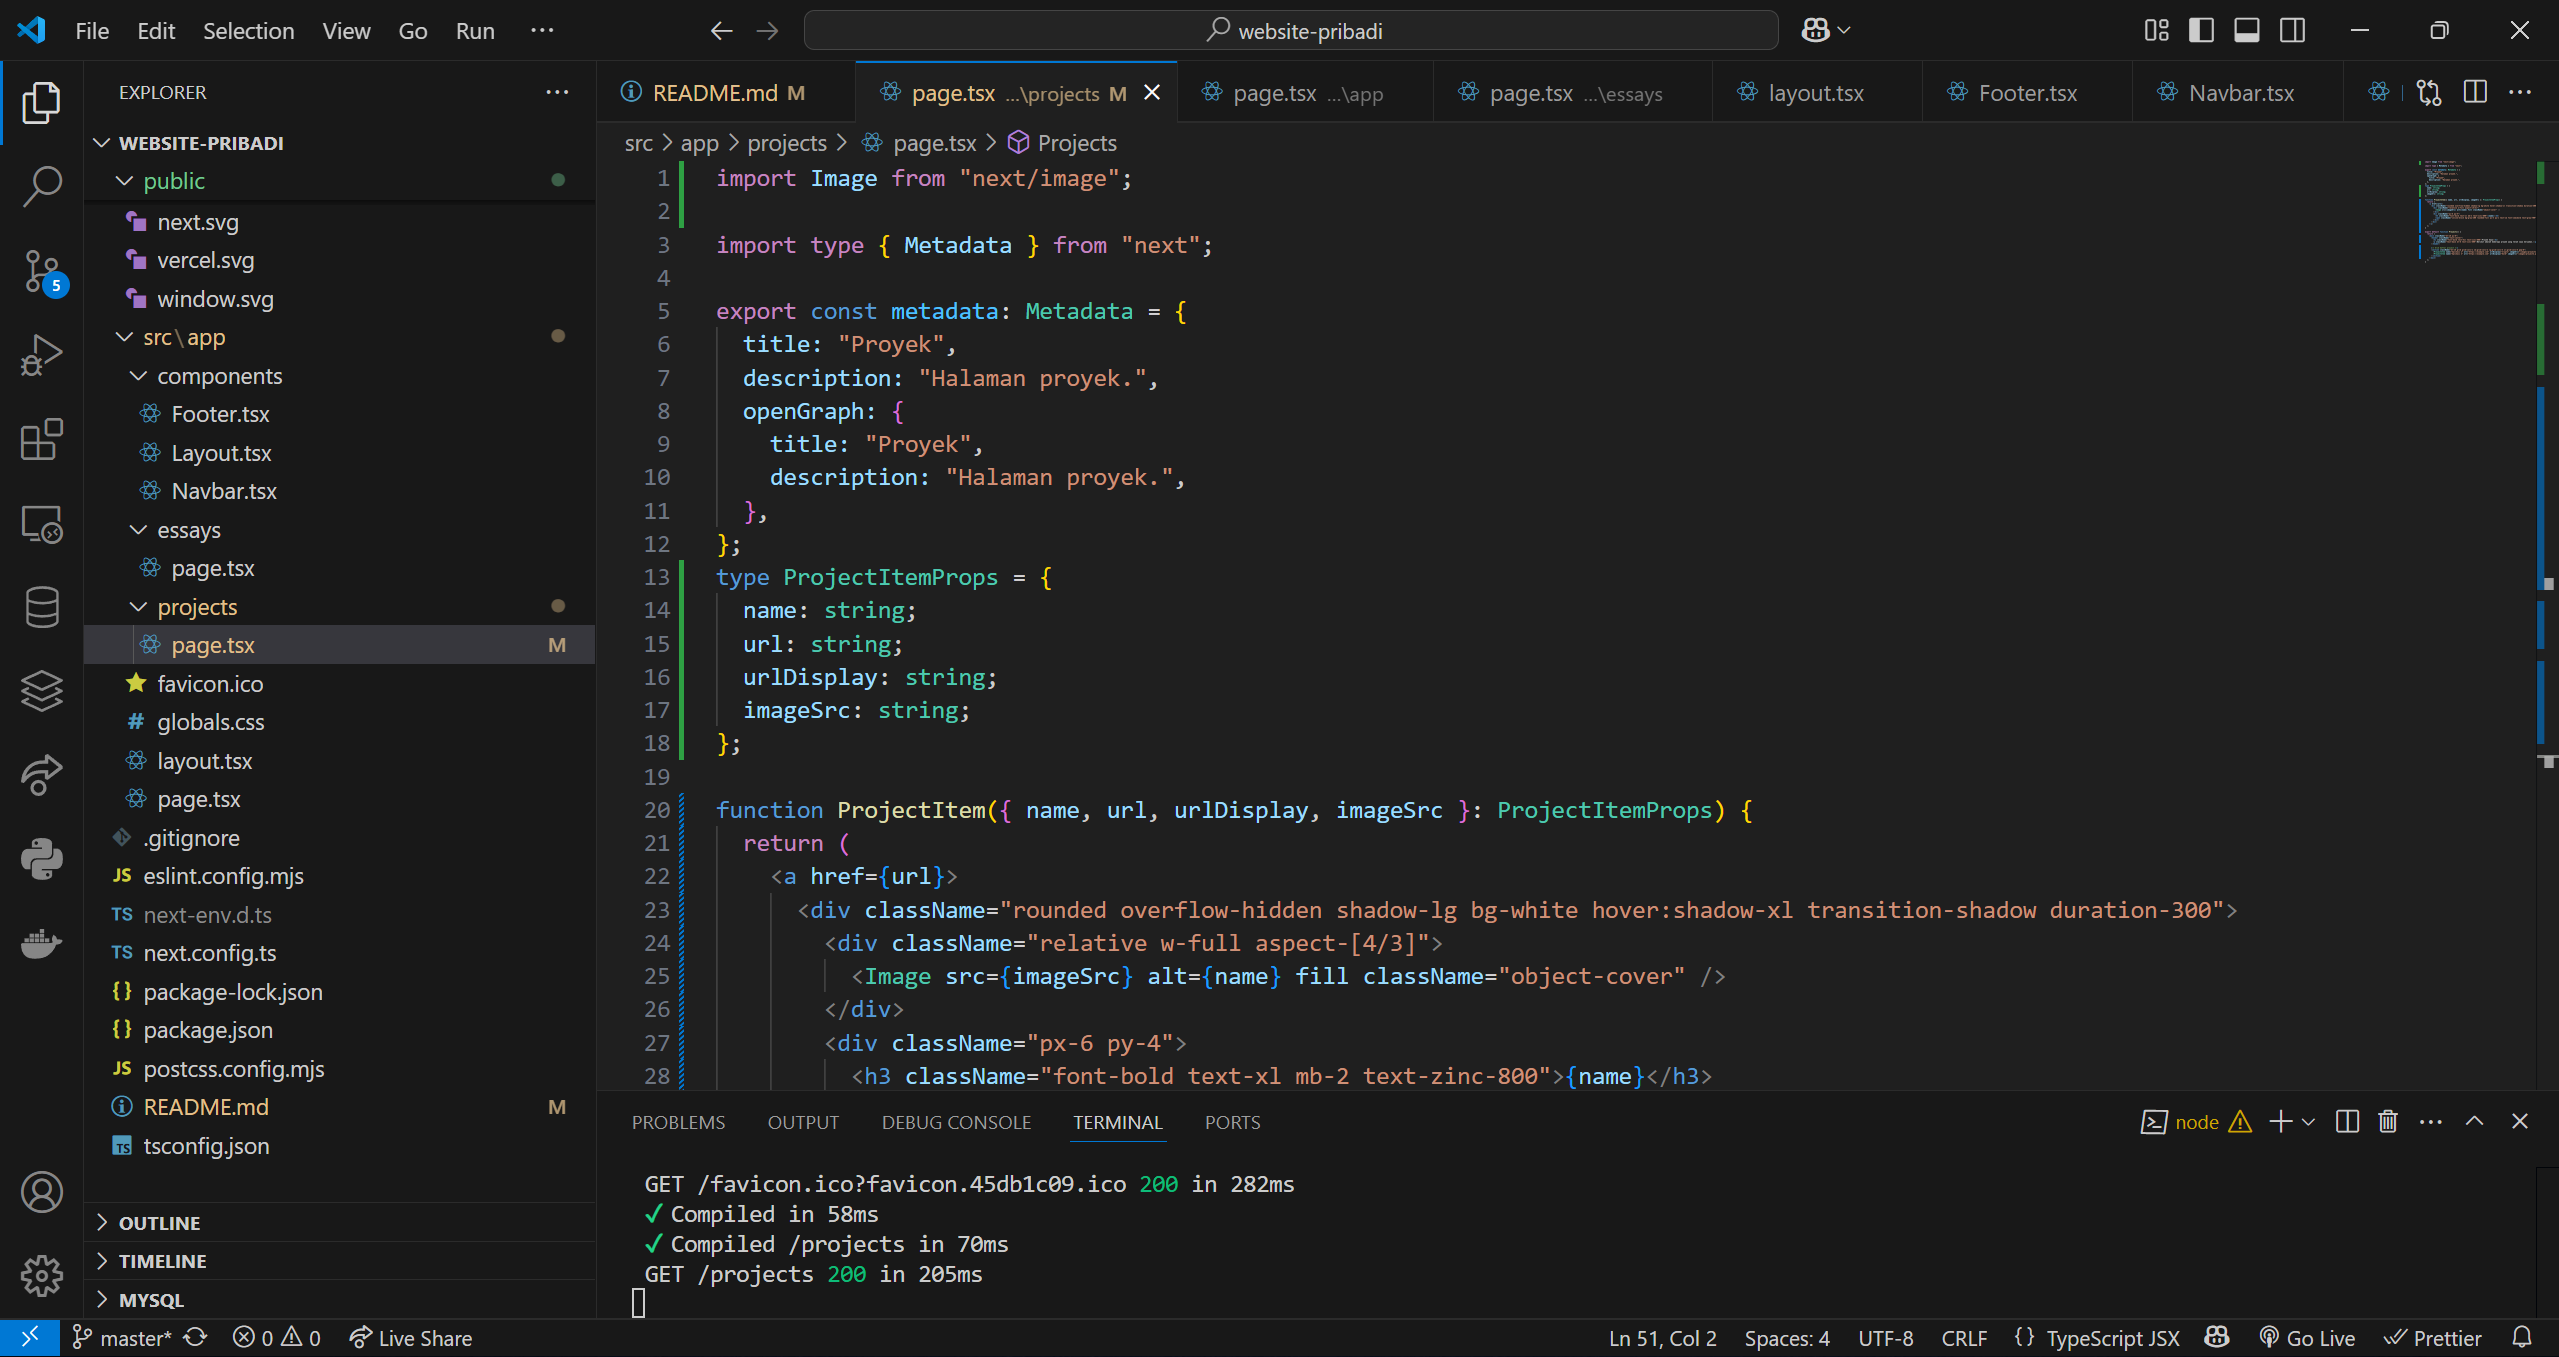 File Edit Selection View Go Run ···
website-pribadi
EXPLORER
WEBSITE-PRIBADI
public
next.svg
vercel.svg
window.svg
src\app
components
Footer.tsx
Layout.tsx
Navbar.tsx
essays
page.tsx
projects
page.tsx M
favicon.ico
# globals.css
layout.tsx
page.tsx
.gitignore
JS eslint.config.mjs
TS next-env.d.ts
TS next.config.ts
{} package-lock.json
{} package.json
JS postcss.config.mjs
README.md M
TS tsconfig.json
OUTLINE
TIMELINE
MYSQL
5
README.md M page.tsx ...\projects M page.tsx ...\app page.tsx ...\essays layout.tsx Footer.tsx Navbar.tsx
src > app > projects > page.tsx > Projects
1 import Image from "next/image";
2
3 import type { Metadata } from "next";
4
5 export const metadata: Metadata = {
6 title: "Proyek",
7 description: "Halaman proyek.",
8 openGraph: {
9 title: "Proyek",
10 description: "Halaman proyek.",
11 },
12 };
13 type ProjectItemProps = {
14 name: string;
15 url: string;
16 urlDisplay: string;
17 imageSrc: string;
18 };
19
20 function ProjectItem({ name, url, urlDisplay, imageSrc }: ProjectItemProps) {
21 return (
22 <a href={url}>
23 <div className="rounded overflow-hidden shadow-lg bg-white hover:shadow-xl transition-shadow duration-300">
24 <div className="relative w-full aspect-[4/3]">
25 <Image src={imageSrc} alt={name} fill className="object-cover" />
26 </div>
27 <div className="px-6 py-4">
28 <h3 className="font-bold text-xl mb-2 text-zinc-800">{name}</h3>
PROBLEMS OUTPUT DEBUG CONSOLE TERMINAL PORTS
node
GET /favicon.ico?favicon.45db1c09.ico 200 in 282ms
✓ Compiled in 58ms
✓ Compiled /projects in 70ms
GET /projects 200 in 205ms
master* 0 0 Live Share
Ln 51, Col 2 Spaces: 4 UTF-8 CRLF {} TypeScript JSX Go Live Prettier